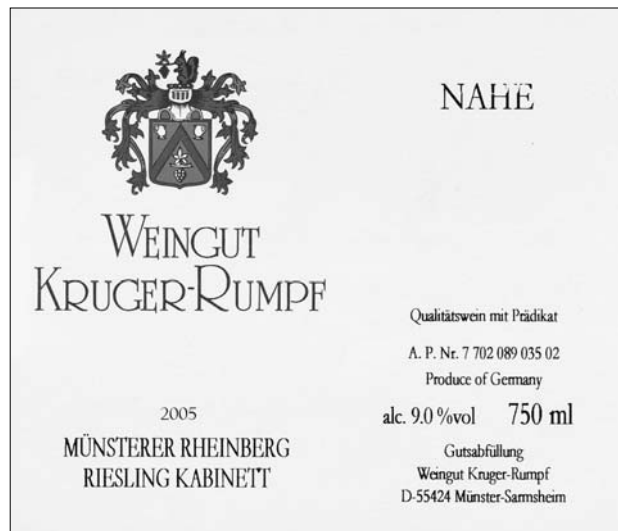 NAHE
WEINGUT
KRUGER-RUMPF
Qualitätswein mit Prädikat
A. P. Nr. 7 702 089 035 02
Produce of Germany
alc. 9.0 %vol 750 ml
2005
MÜNSTERER RHEINBERG
RIESLING KABINETT
Gutsabfüllung
Weingut Kruger-Rumpf
D-55424 Münster-Sarmsheim